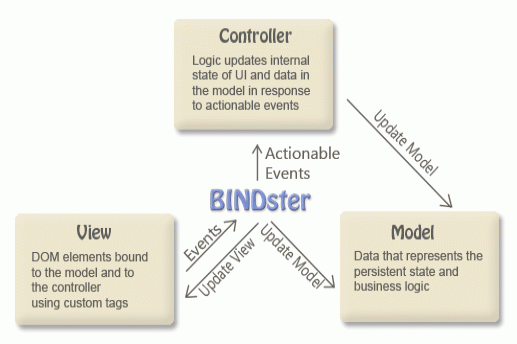 Controller
Logic updates internal
state of UI and data in
the model in response
to actionable events
Update Model
Actionable
Events
BINDster
Events
Update View
Update Model
View
DOM elements bound
to the model and to
the controller
using custom tags
Model
Data that represents the
persistent state and
business logic